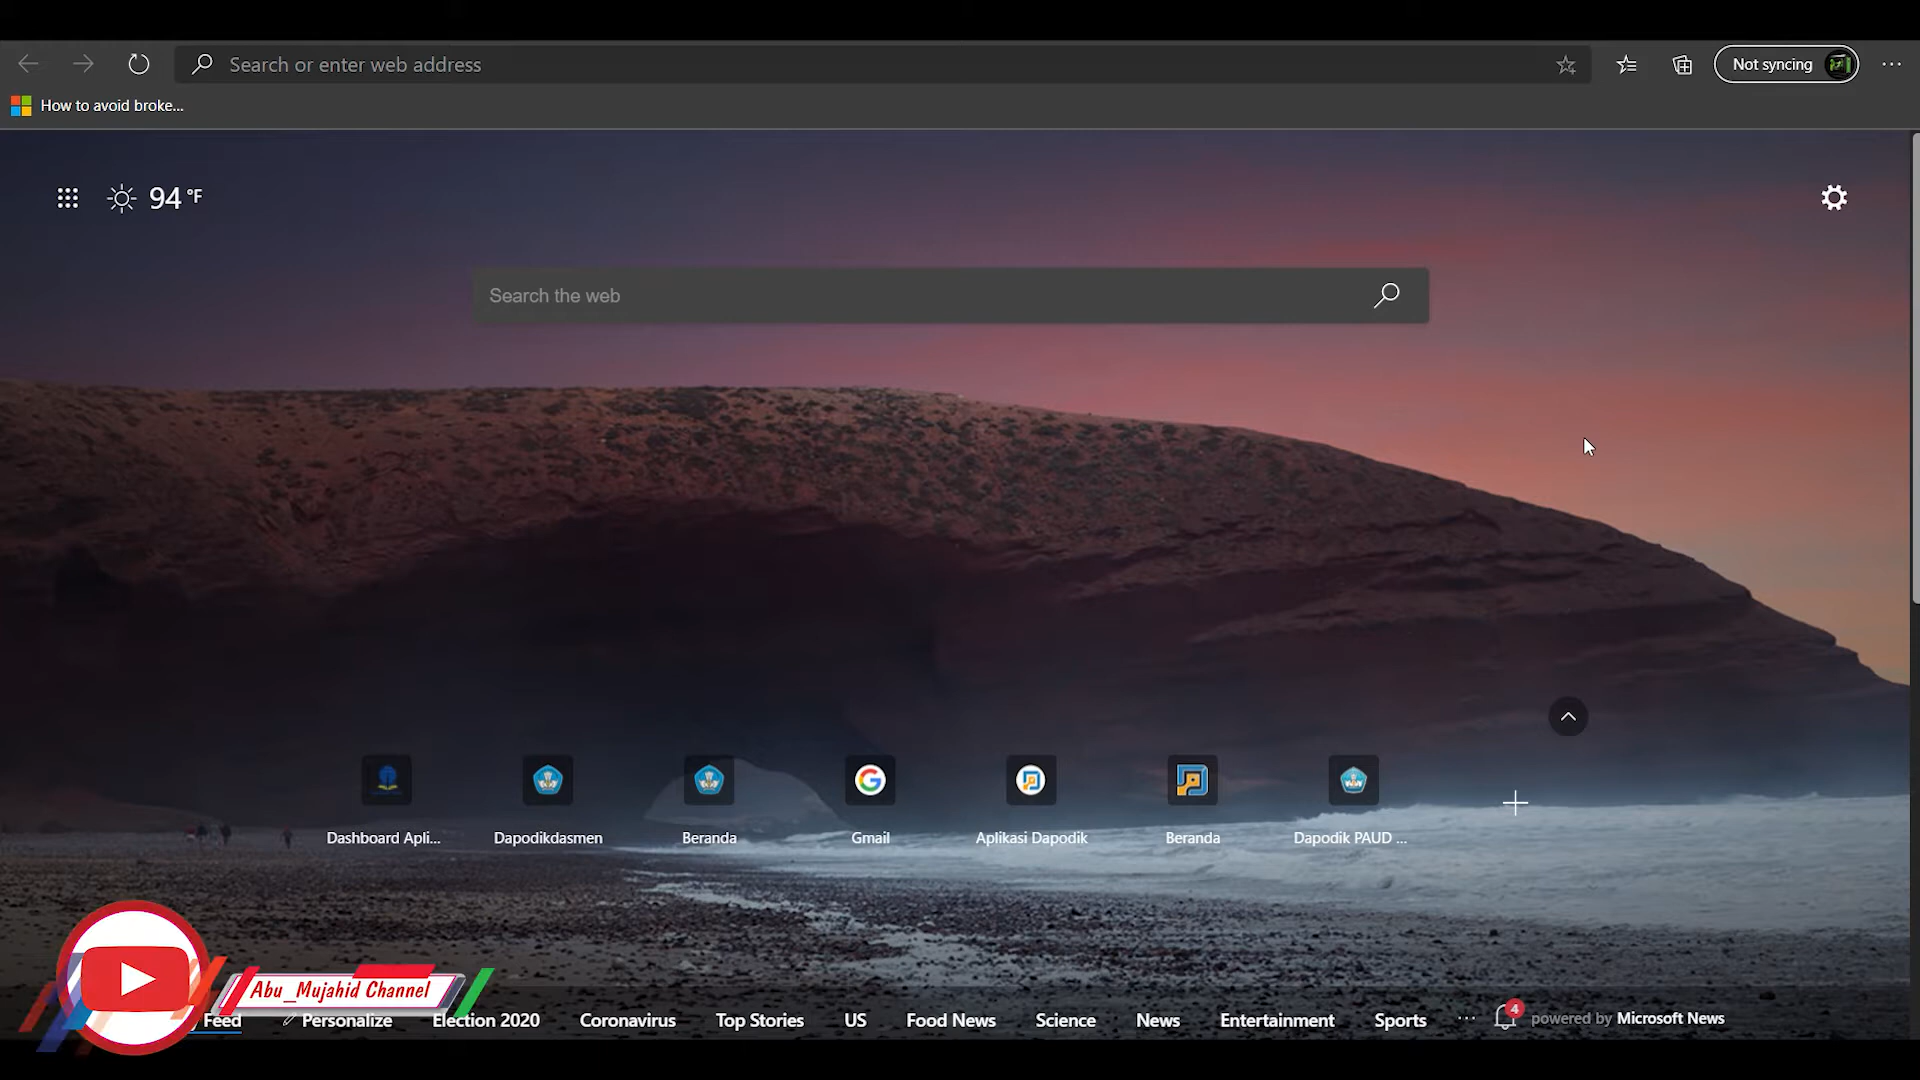 Search or enter web address
Not syncing
How to avoid broke...
94 °F
Search the web
Dashboard Apli...
Dapodikdasmen
Beranda
Gmail
Aplikasi Dapodik
Beranda
Dapodik PAUD ...
Abu_Mujahid Channel
Feed
Personalize
Election 2020
Coronavirus
Top Stories
US
Food News
Science
News
Entertainment
Sports
...
4
powered by Microsoft News